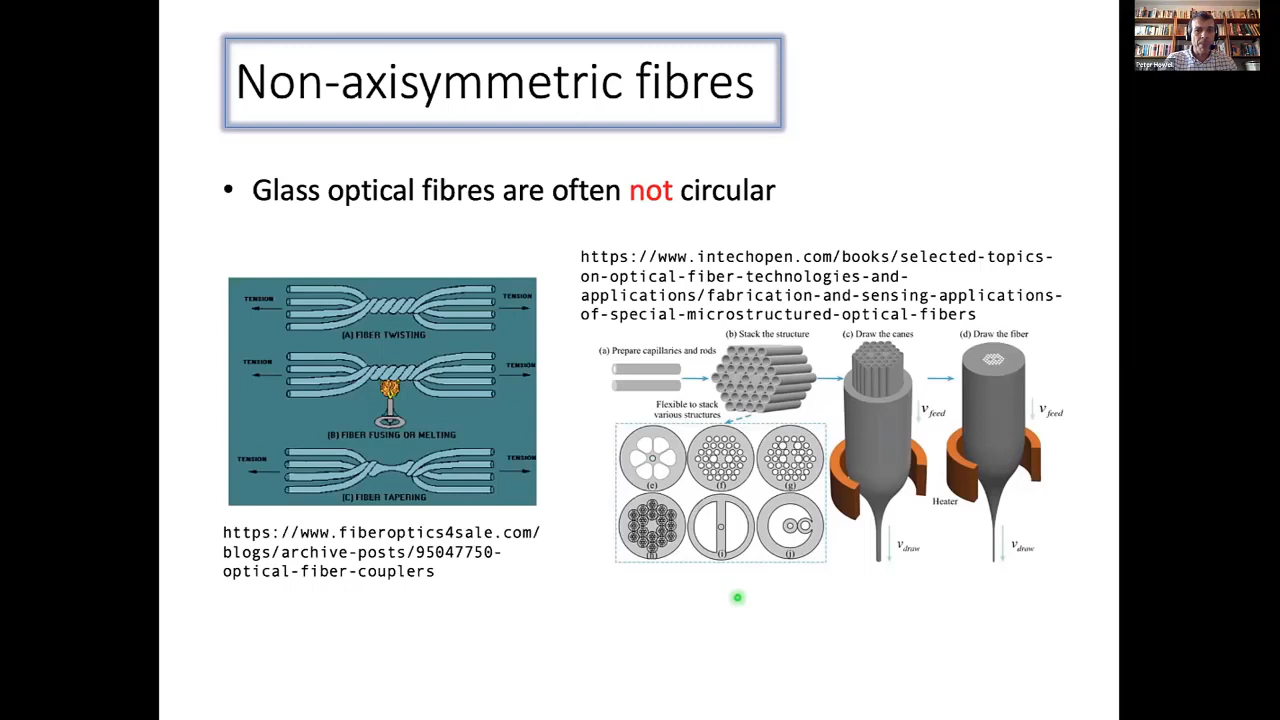 Non-axisymmetric fibres
• Glass optical fibres are often not circular
https://www.intechopen.com/books/selected-topics-
on-optical-fiber-technologies-and-
applications/fabrication-and-sensing-applications-
of-special-microstructured-optical-fibers
TENSION
TENSION
(A) FIBER TWISTING
TENSION
TENSION
(B) FIBER FUSING OR MELTING
TENSION
TENSION
(C) FIBER TAPERING
https://www.fiberoptics4sale.com/
blogs/archive-posts/95047750-
optical-fiber-couplers
(a) Prepare capillaries and rods
(b) Stack the structure
(c) Draw the canes
(d) Draw the fiber
Flexible to stack
various structures
(e)
(f)
(g)
(h)
(i)
(j)
v feed
v feed
Heater
v draw
v draw